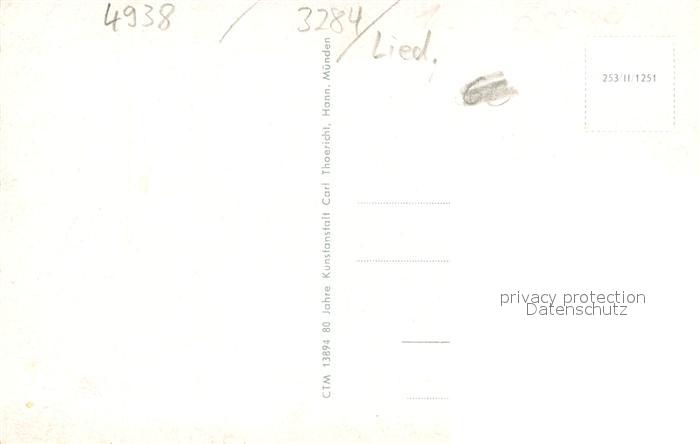 4938 / 3284 /
Lied.
253/II/1251
CTM 13894 80 Jahre Kunstanstalt Carl Thoericht, Hann. Münden
privacy protection
Datenschutz